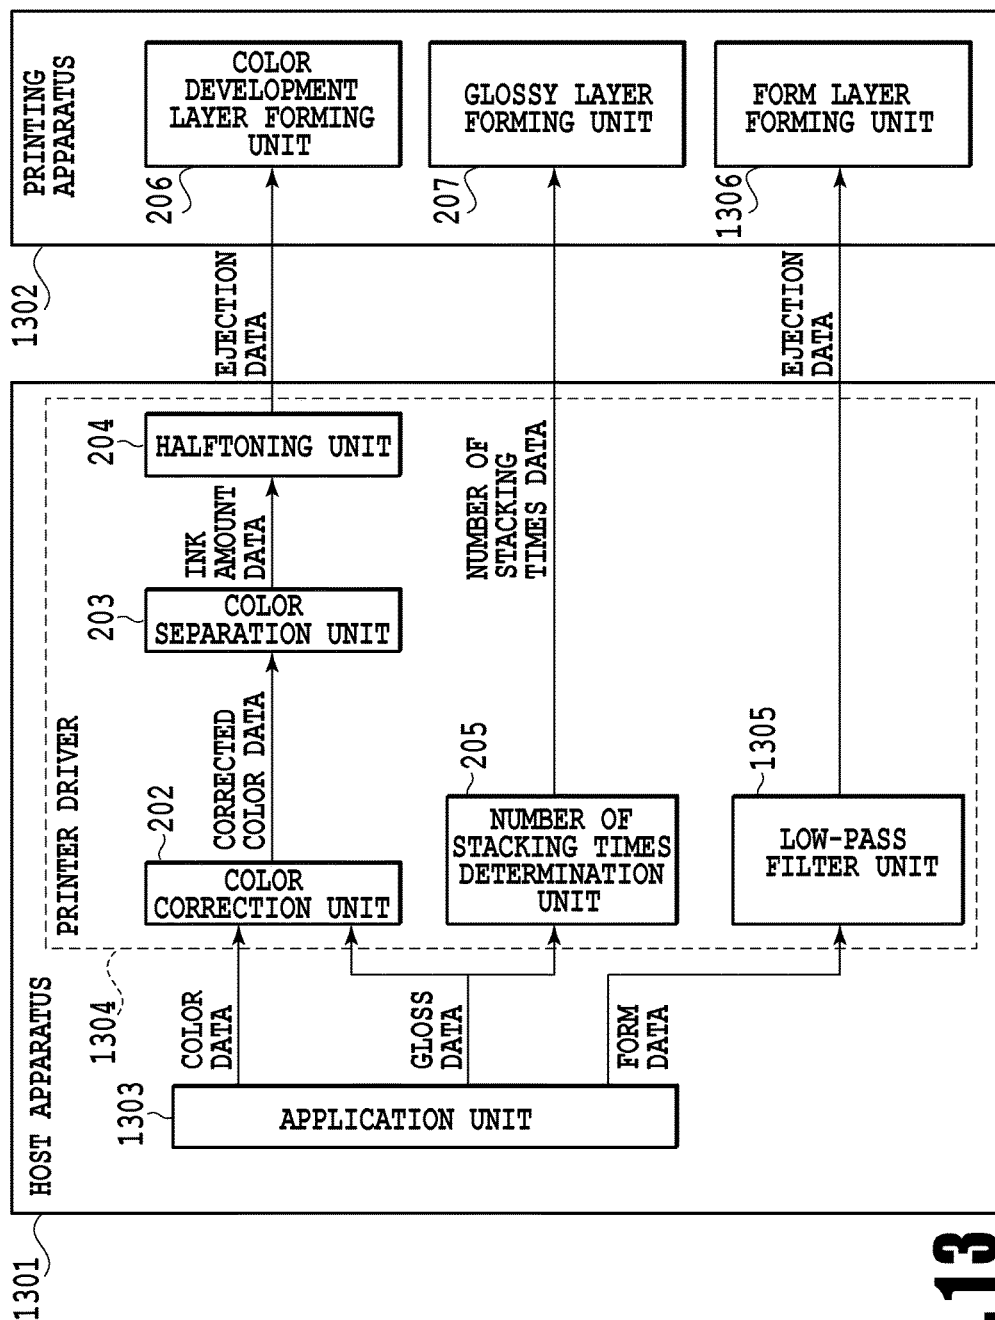 1301
HOST APPARATUS
1303
APPLICATION UNIT
COLOR
DATA
GLOSS
DATA
FORM
DATA
1304
PRINTER DRIVER
202
COLOR
CORRECTION UNIT
CORRECTED
COLOR DATA
203
COLOR
SEPARATION UNIT
INK
AMOUNT
DATA
204
HALFTONING UNIT
EJECTION
DATA
205
NUMBER OF
STACKING TIMES
DETERMINATION
UNIT
NUMBER OF
STACKING
TIMES DATA
1305
LOW-PASS
FILTER UNIT
EJECTION
DATA
1302
PRINTING
APPARATUS
206
COLOR
DEVELOPMENT
LAYER FORMING
UNIT
207
GLOSSY LAYER
FORMING UNIT
1306
FORM LAYER
FORMING UNIT
.13